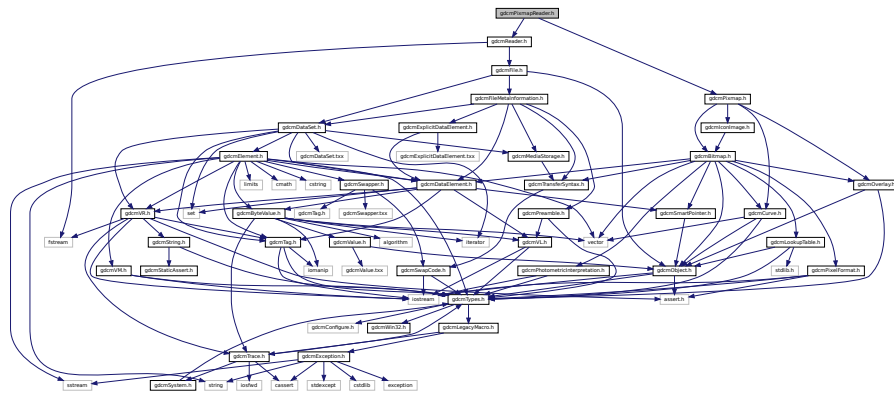 gdcmPixmapReader.h
gdcmReader.h
gdcmFile.h
gdcmFileMetaInformation.h
gdcmPixmap.h
gdcmDataSet.h
gdcmExplicitDataElement.h
gdcmIconImage.h
gdcmElement.h
gdcmDataSet.txx
gdcmExplicitDataElement.txx
gdcmMediaStorage.h
gdcmBitmap.h
limits
cmath
cstring
gdcmSwapper.h
gdcmDataElement.h
gdcmTransferSyntax.h
gdcmOverlay.h
gdcmVR.h
set
gdcmByteValue.h
gdcmTag.h
gdcmSwapper.txx
gdcmPreamble.h
gdcmSmartPointer.h
gdcmCurve.h
fstream
gdcmString.h
gdcmTag.h
gdcmValue.h
algorithm
iterator
gdcmVL.h
vector
gdcmLookupTable.h
gdcmVM.h
gdcmStaticAssert.h
iomanip
gdcmValue.txx
gdcmSwapCode.h
gdcmPhotometricInterpretation.h
gdcmObject.h
stdlib.h
gdcmPixelFormat.h
iostream
gdcmTypes.h
assert.h
gdcmConfigure.h
gdcmWin32.h
gdcmLegacyMacro.h
gdcmTrace.h
gdcmException.h
sstream
gdcmSystem.h
string
iosfwd
cassert
stdexcept
cstdlib
exception